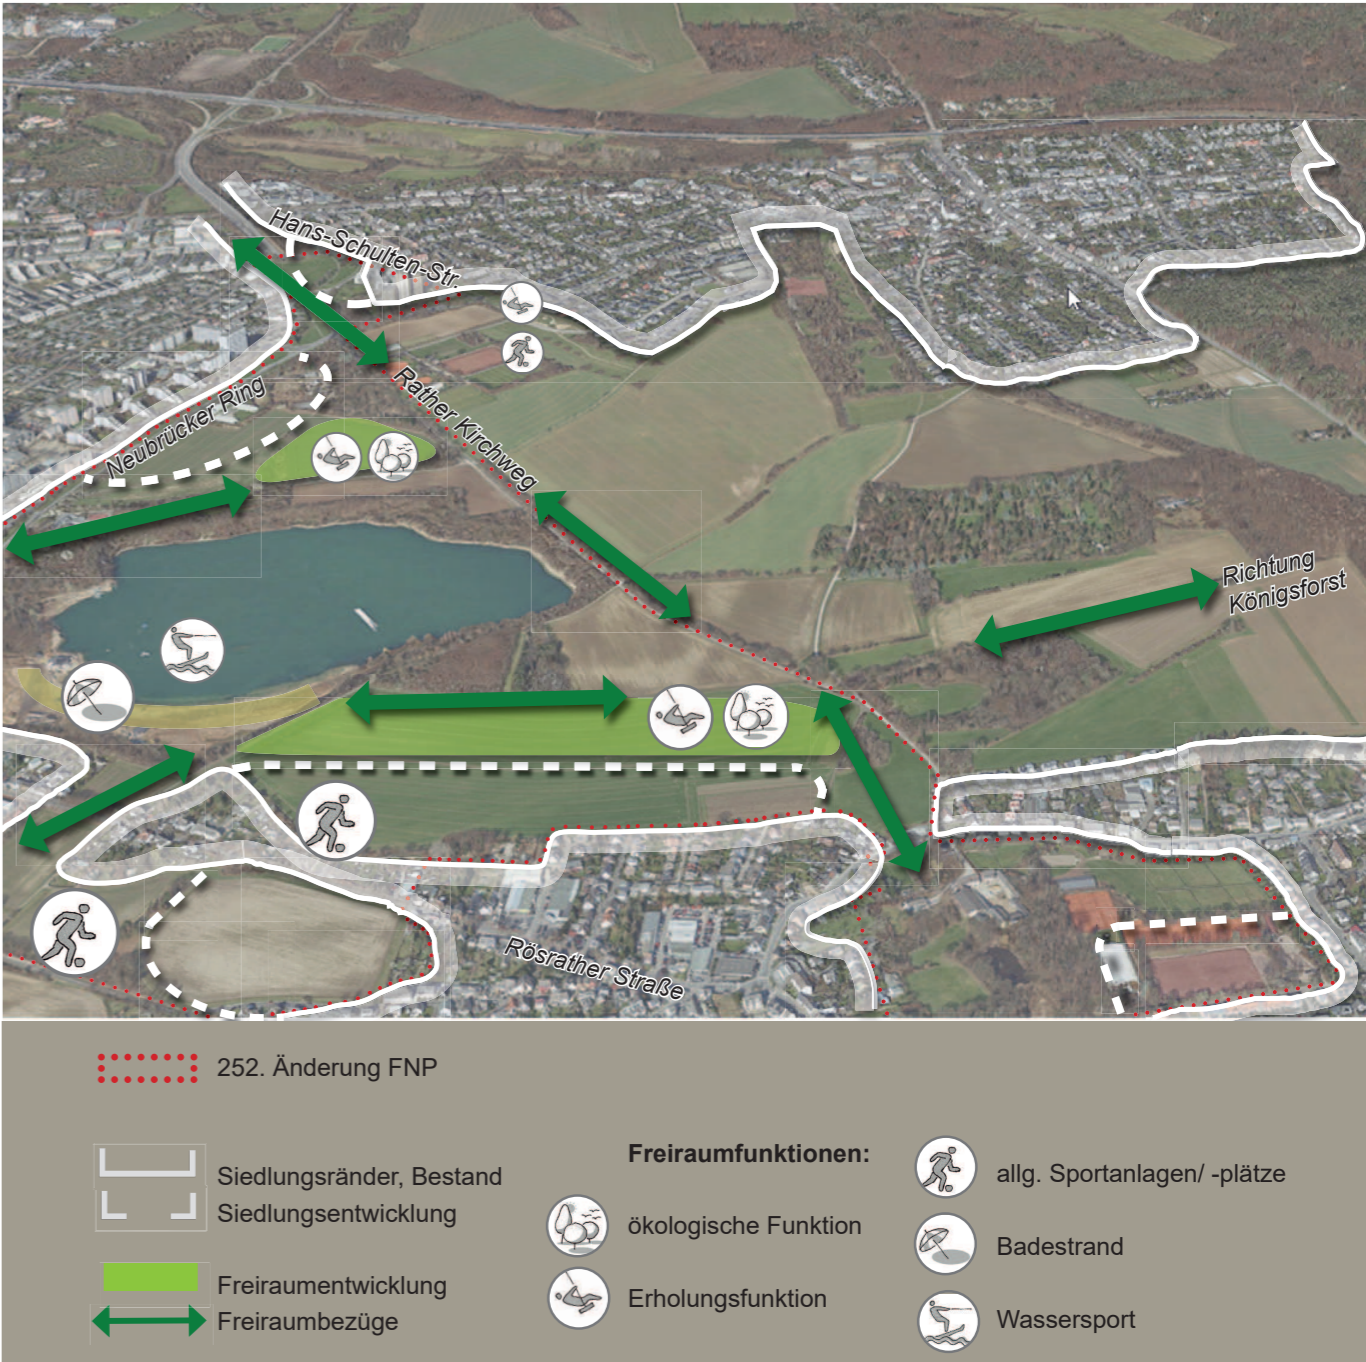 Hans-Schulten-Str.
Neubrücker Ring
Rather Kirchweg
Richtung
Königsforst
Rösrather Straße
252. Änderung FNP
Siedlungsränder, Bestand
Siedlungsentwicklung
Freiraumentwicklung
Freiraumbezüge
Freiraumfunktionen:
ökologische Funktion
Erholungsfunktion
allg. Sportanlagen/ -plätze
Badestrand
Wassersport